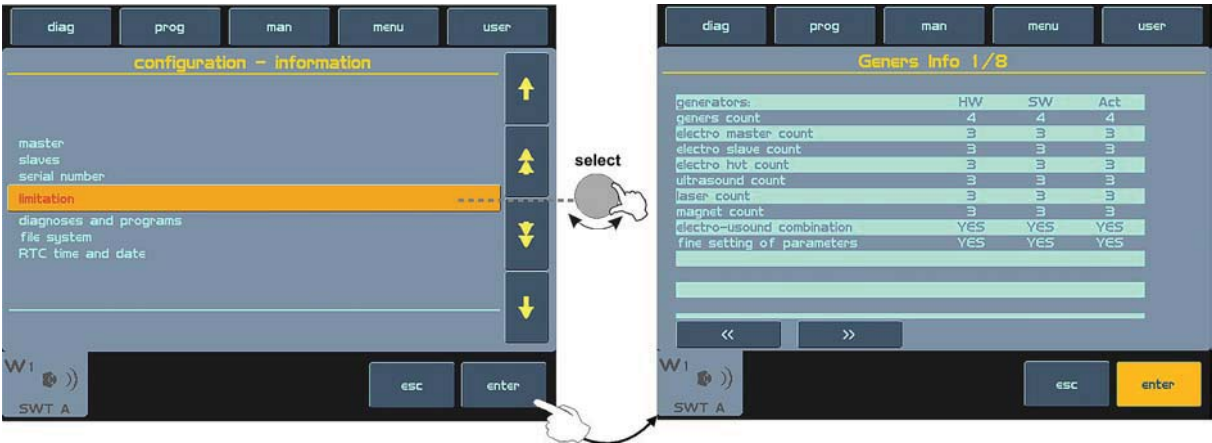 diag prog man menu user
configuration - information
master
slaves
serial number
limitation
diagnoses and programs
file system
RTC time and date
W1
SWT A
esc enter
select
diag prog man menu user
Geners Info 1/8
generators: HW SW Act
geners count 4 4 4
electro master count 3 3 3
electro slave count 3 3 3
electro hvt count 3 3 3
ultrasound count 3 3 3
laser count 3 3 3
magnet count 3 3 3
electro-usound combination YES YES YES
fine setting of parameters YES YES YES
<< >>
W1
SWT A
esc enter